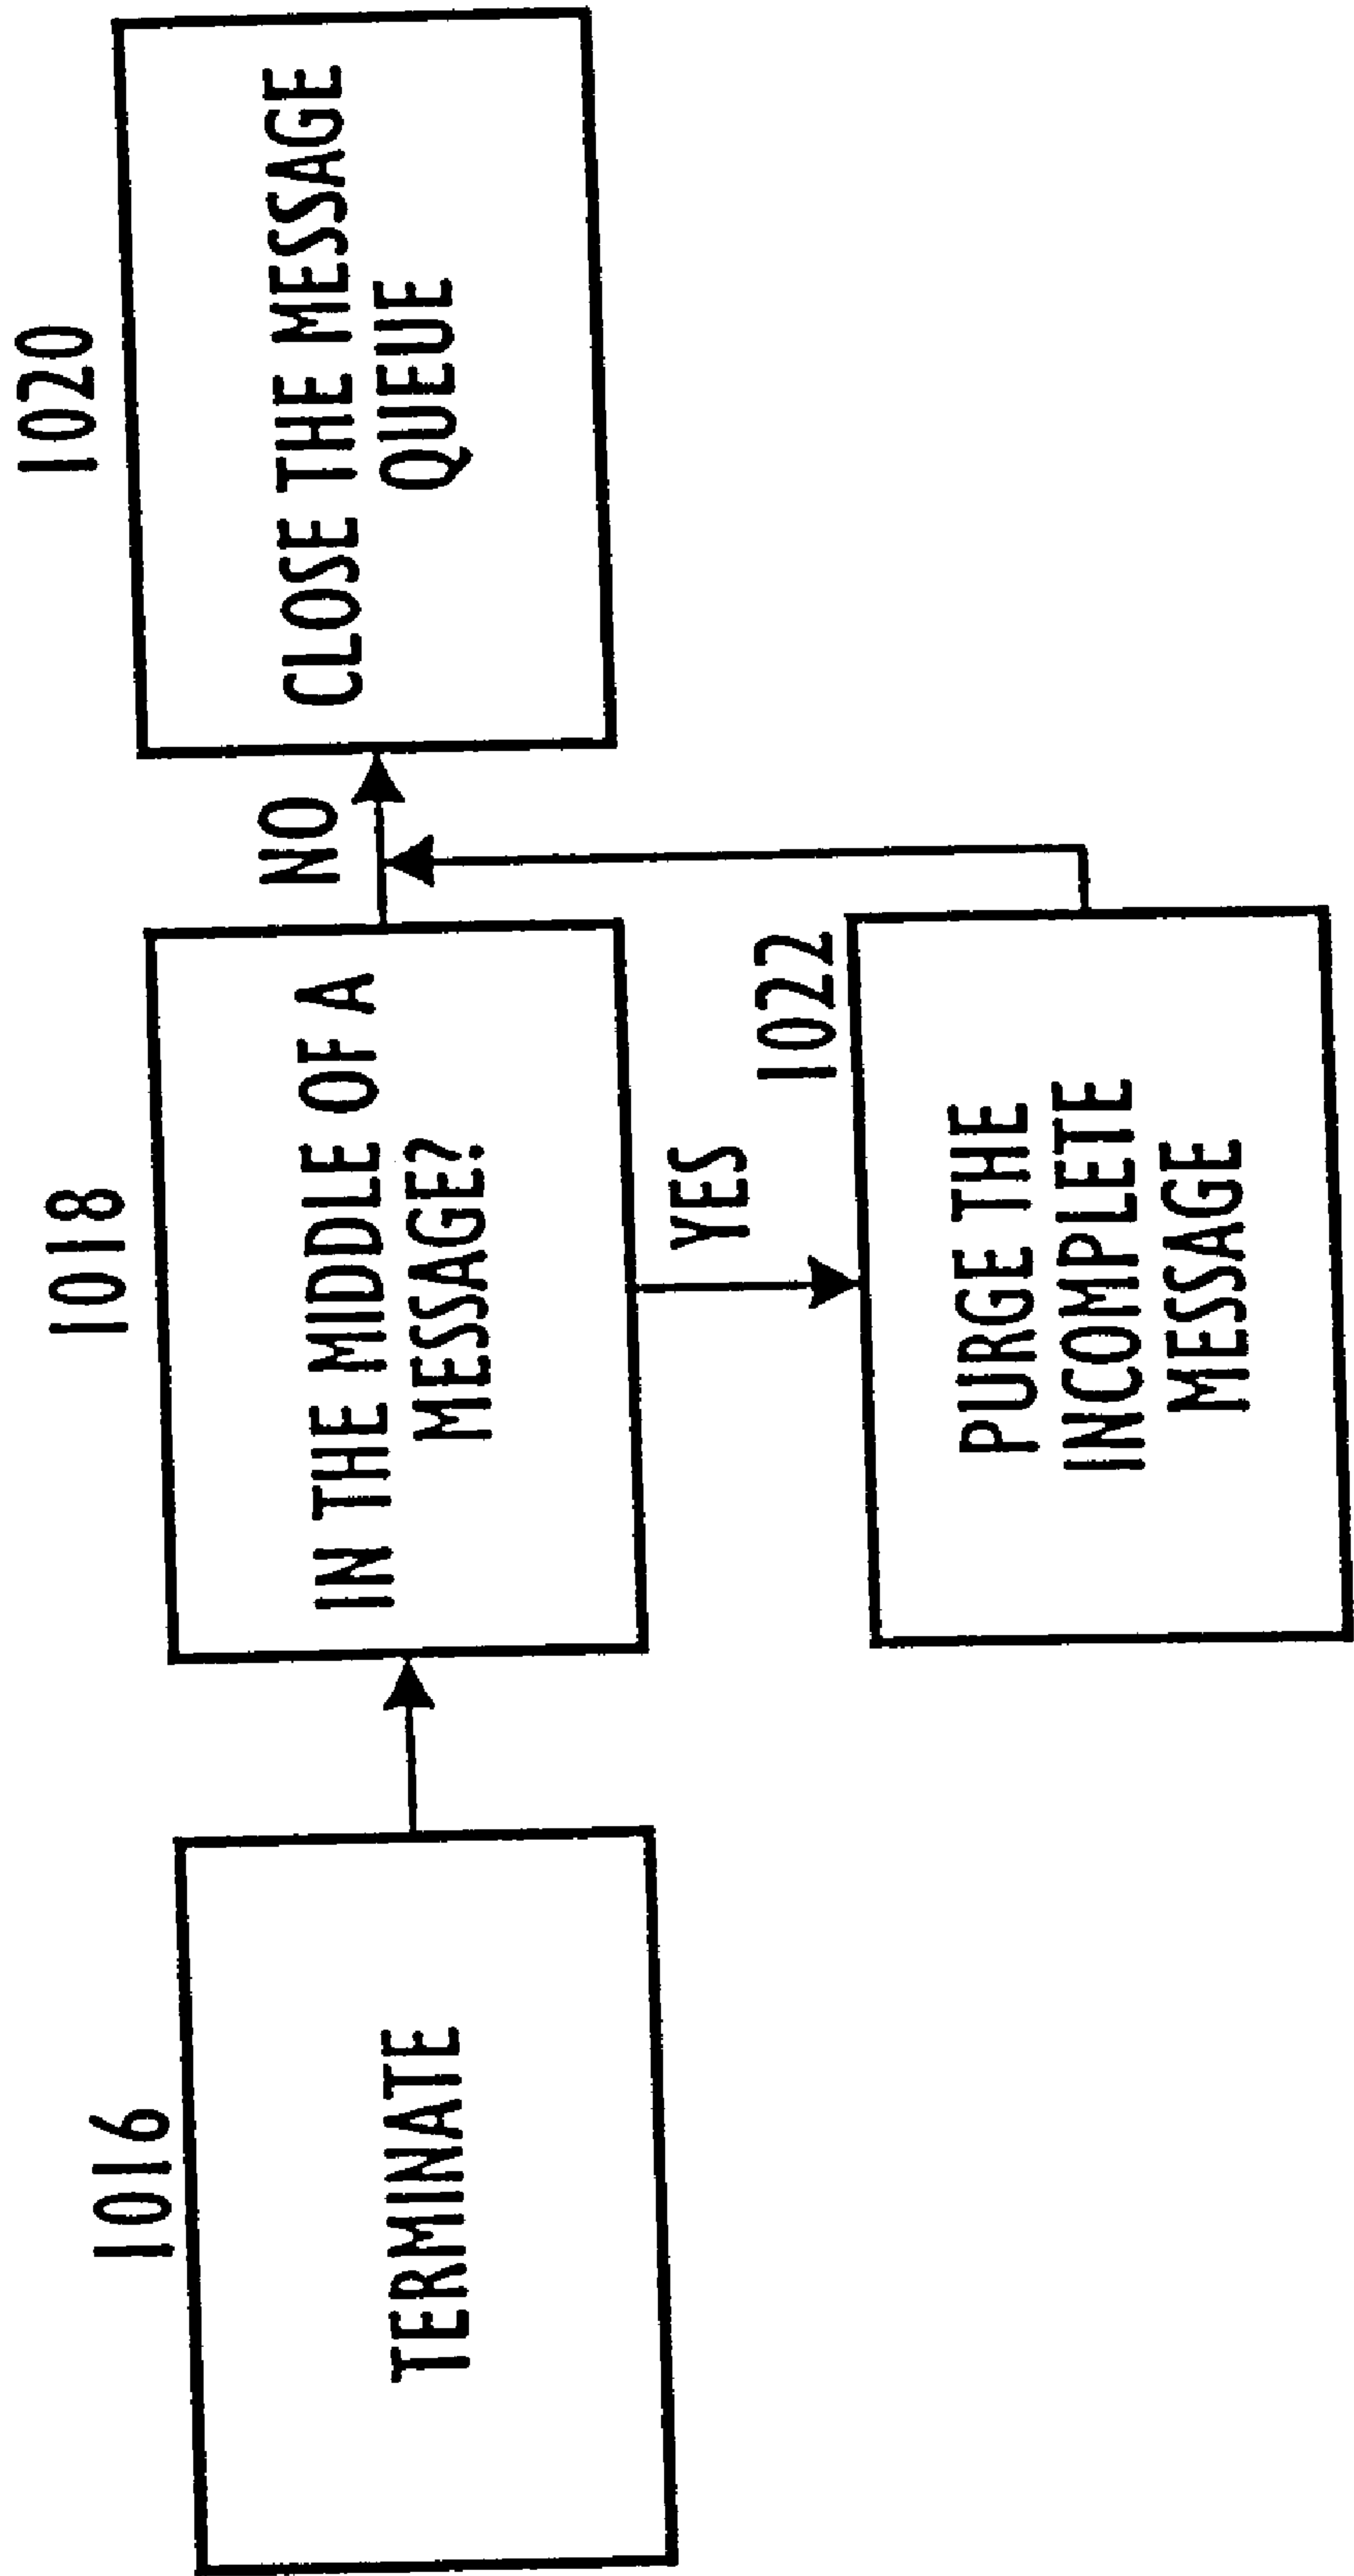 1016
TERMINATE
1018
IN THE MIDDLE OF A
MESSAGE?
NO
YES
1020
CLOSE THE MESSAGE
QUEUE
1022
PURGE THE
INCOMPLETE
MESSAGE